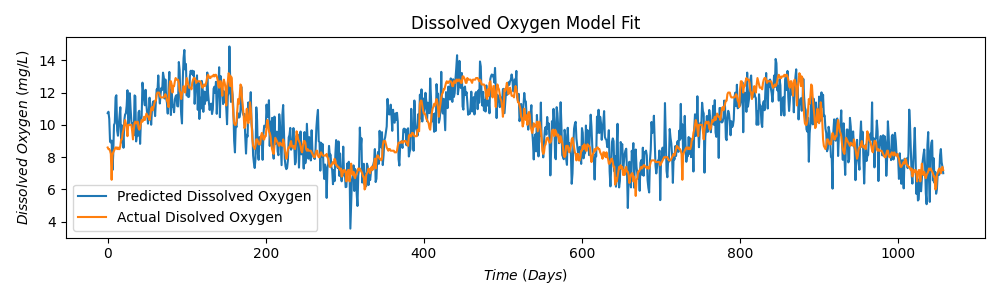 Dissolved Oxygen Model Fit
Dissolved Oxygen (mg/L)
14
12
10
8
6
4
Predicted Dissolved Oxygen
Actual Disolved Oxygen
0 200 400 600 800 1000
Time (Days)